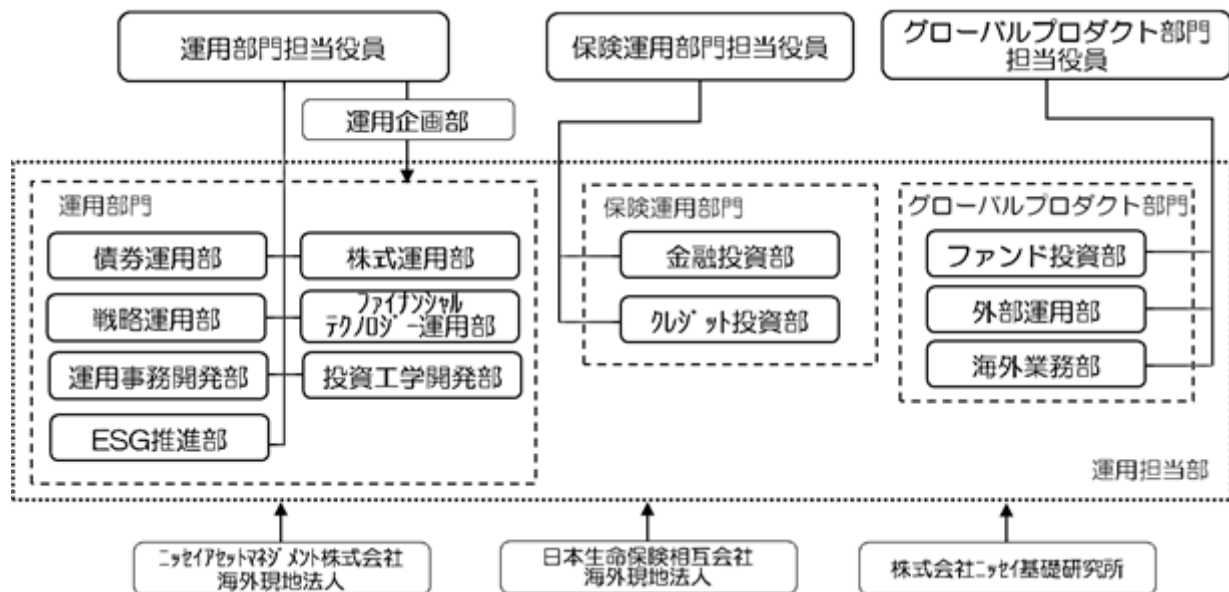 運用部門担当役員
保険運用部門担当役員
グローバルプロダクト部門
担当役員
運用企画部
運用部門
債券運用部
株式運用部
戦略運用部
ファイナンシャル
テクノロジー運用部
運用事務開発部
投資工学開発部
ESG推進部
保険運用部門
金融投資部
クレジット投資部
グローバルプロダクト部門
ファンド投資部
外部運用部
海外業務部
運用担当部
ニッセイアセットマネジメント株式会社
海外現地法人
日本生命保険相互会社
海外現地法人
株式会社ニッセイ基礎研究所